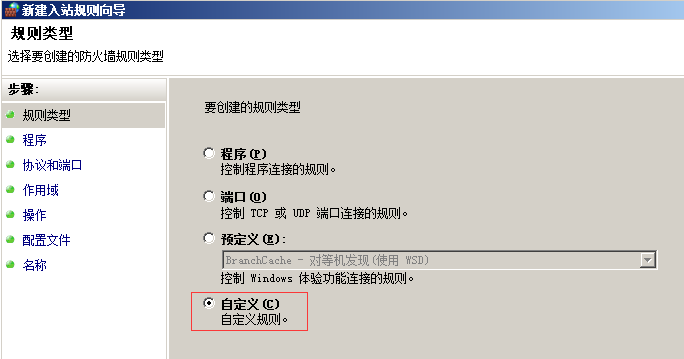 新建入站规则向导
规则类型
选择要创建的防火墙规则类型
步骤:
规则类型
程序
协议和端口
作用域
操作
配置文件
名称
要创建的规则类型
程序(P)
控制程序连接的规则。
端口(O)
控制 TCP 或 UDP 端口连接的规则。
预定义(E):
BranchCache - 对等机发现(使用 WSD)
控制 Windows 体验功能连接的规则。
自定义(C)
自定义规则。